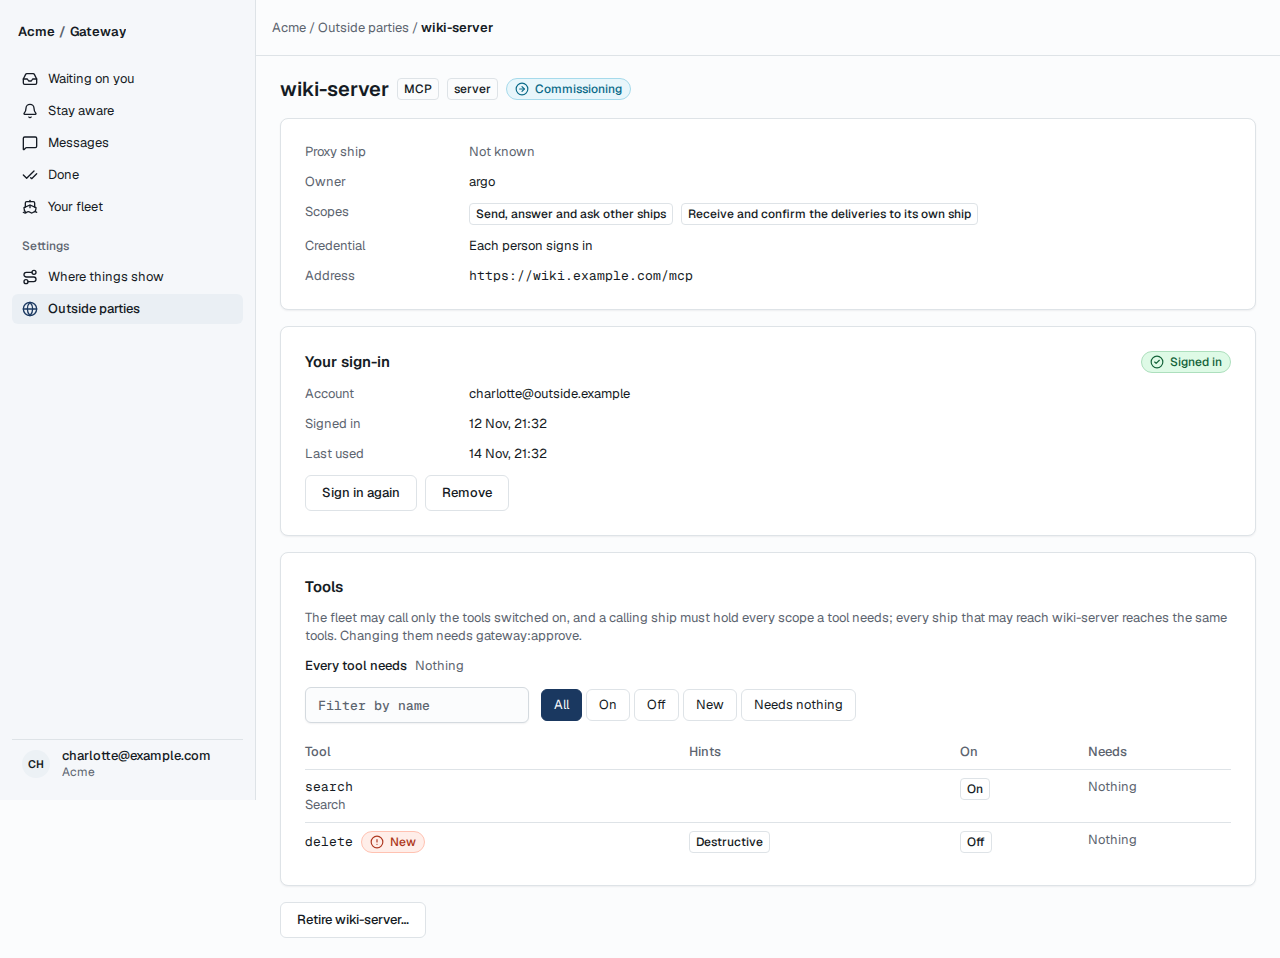 Acme / Gateway
Waiting on you
Stay aware
Messages
Done
Your fleet
Settings
Where things show
Outside parties
CH
charlotte@example.com
Acme
Acme / Outside parties / wiki-server
wiki-server MCP server Commissioning
Proxy ship Not known
Owner argo
Scopes Send, answer and ask other ships Receive and confirm the deliveries to its own ship
Credential Each person signs in
Address https://wiki.example.com/mcp
Your sign-in Signed in
Account charlotte@outside.example
Signed in 12 Nov, 21:32
Last used 14 Nov, 21:32
Sign in again Remove
Tools
The fleet may call only the tools switched on, and a calling ship must hold every scope a tool needs; every ship that may reach wiki-server reaches the same
tools. Changing them needs gateway:approve.
Every tool needs Nothing
Filter by name All On Off New Needs nothing
Tool Hints On Needs
search On Nothing
Search
delete New Destructive Off Nothing
Retire wiki-server…